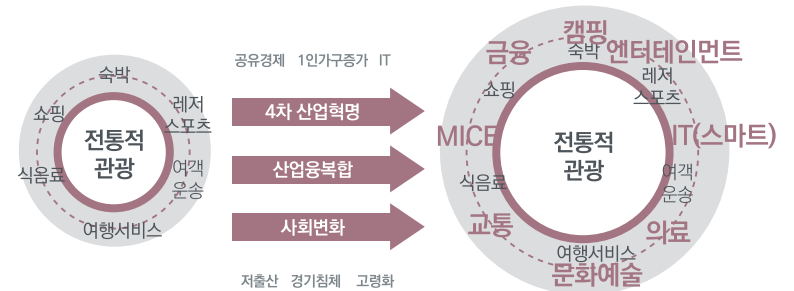 숙박
쇼핑
레저
스포츠
전통적
관광
식음료
여객
운송
여행서비스
공유경제 1인가구증가 IT
4차 산업혁명
산업융복합
사회변화
저출산 경기침체 고령화
캠핑
금융
숙박
엔터테인먼트
쇼핑
레저
스포츠
MICE
전통적
관광
IT(스마트)
식음료
여객
운송
교통
의료
여행서비스
문화예술